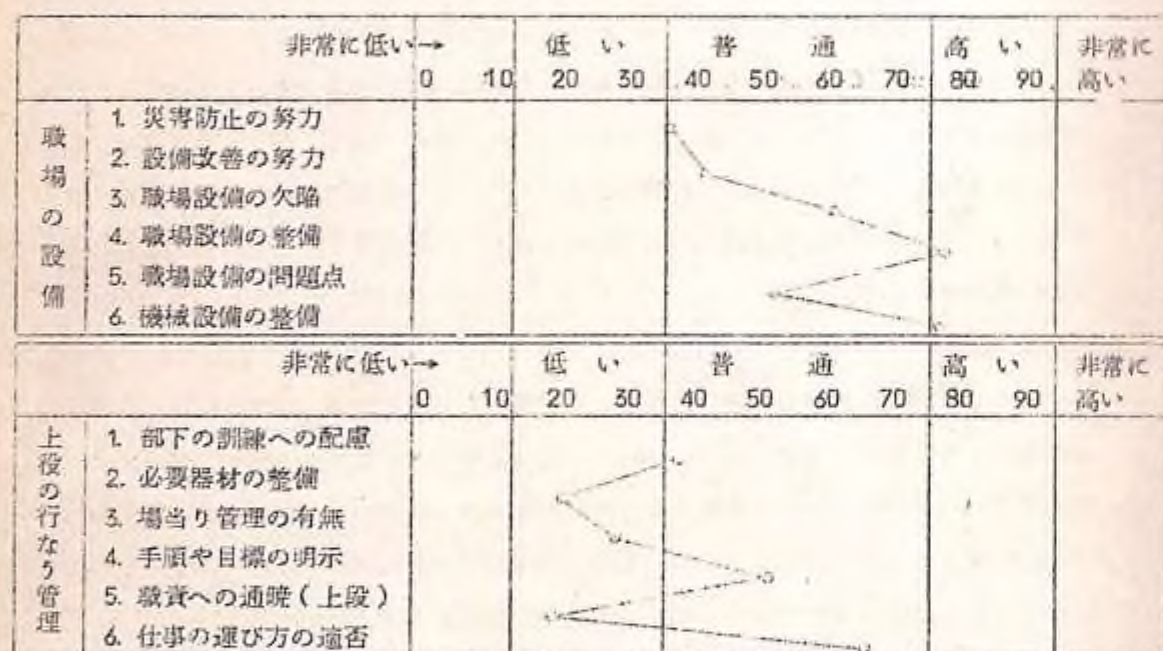 非常に低い→ 低い 普通 高い 非常に高い
0 10 20 30 40 50 60 70 80 90
職場の設備
1. 災害防止の努力
2. 設備改善の努力
3. 職場設備の欠陥
4. 職場設備の整備
5. 職場設備の問題点
6. 機械設備の整備
非常に低い→ 低い 普通 高い 非常に高い
0 10 20 30 40 50 60 70 80 90
上役の行なう管理
1. 部下の訓練への配慮
2. 必要器材の整備
3. 場当り管理の有無
4. 手順や目標の明示
5. 職責への通暁(上段)
6. 仕事の運び方の適否